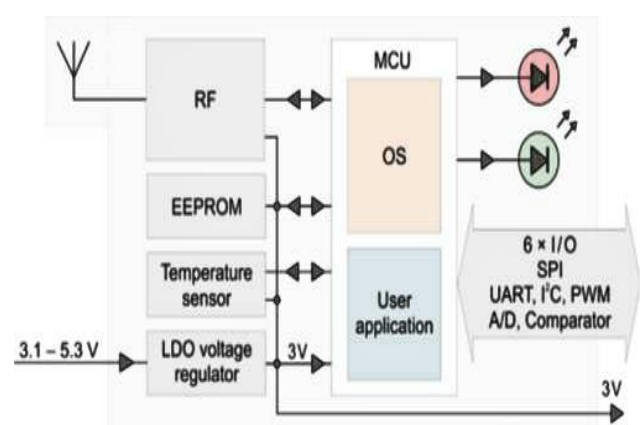 RF
MCU
OS
EEPROM
Temperature
sensor
User
application
6 × I/O
SPI
UART, I²C, PWM
A/D, Comparator
3.1 – 5.3 V
LDO voltage
regulator
3V
3V